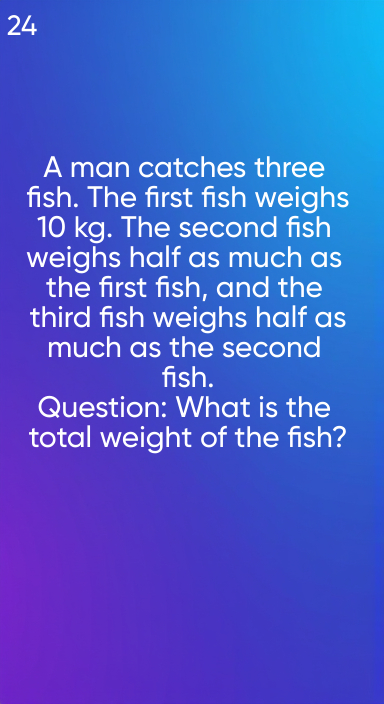 24
A man catches three
fish. The first fish weighs
10 kg. The second fish
weighs half as much as
the first fish, and the
third fish weighs half as
much as the second
fish.
Question: What is the
total weight of the fish?